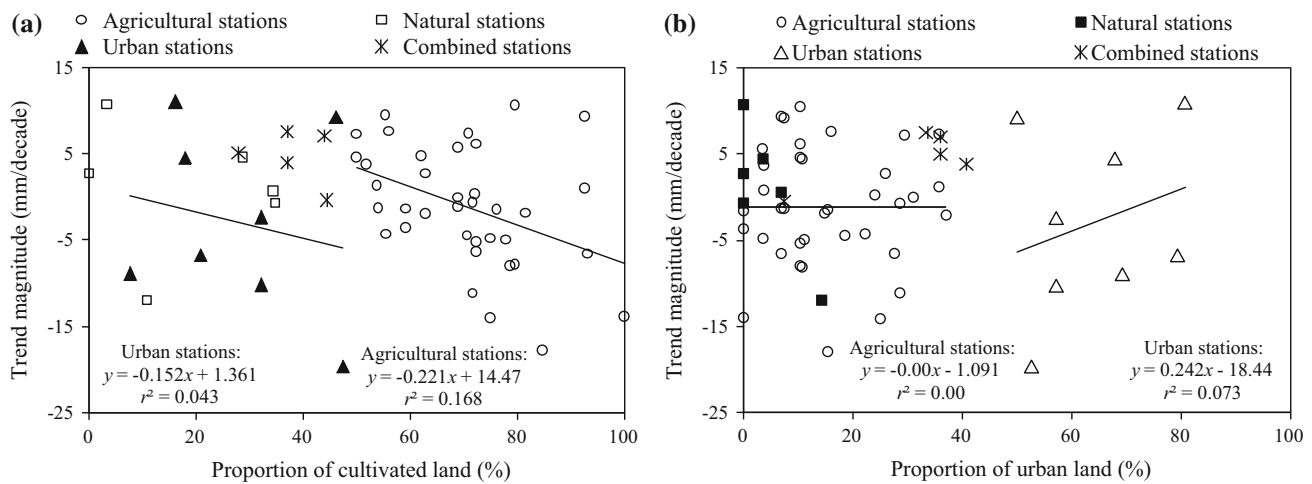 (a)
Agricultural stations
Natural stations
Urban stations
Combined stations
Trend magnitude (mm/decade)
15
5
-5
-15
-25
Urban stations:
y = -0.152x + 1.361
r² = 0.043
Agricultural stations:
y = -0.221x + 14.47
r² = 0.168
0 20 40 60 80 100
Proportion of cultivated land (%)
(b)
Agricultural stations
Natural stations
Urban stations
Combined stations
Trend magnitude (mm/decade)
15
5
-5
-15
-25
Agricultural stations:
y = -0.00x - 1.091
r² = 0.00
Urban stations:
y = 0.242x - 18.44
r² = 0.073
0 20 40 60 80 100
Proportion of urban land (%)